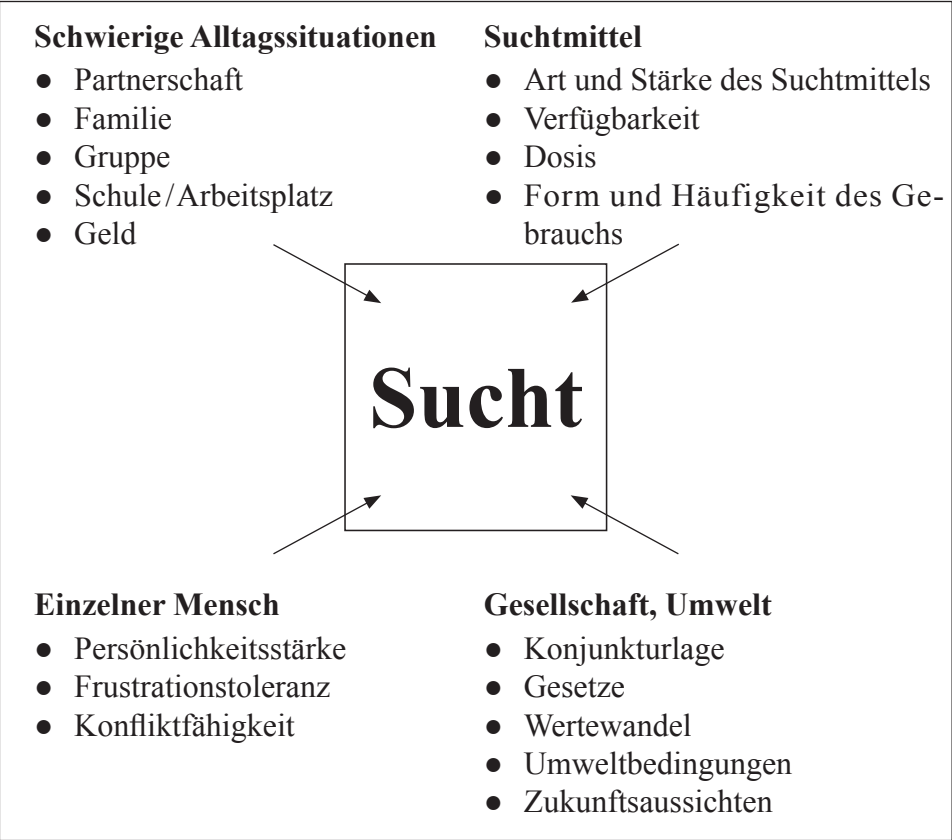 Schwierige Alltagssituationen
● Partnerschaft
● Familie
● Gruppe
● Schule/Arbeitsplatz
● Geld
Suchtmittel
● Art und Stärke des Suchtmittels
● Verfügbarkeit
● Dosis
● Form und Häufigkeit des Ge-
brauchs
Sucht
Einzelner Mensch
● Persönlichkeitsstärke
● Frustrationstoleranz
● Konfliktfähigkeit
Gesellschaft, Umwelt
● Konjunkturlage
● Gesetze
● Wertewandel
● Umweltbedingungen
● Zukunftsaussichten